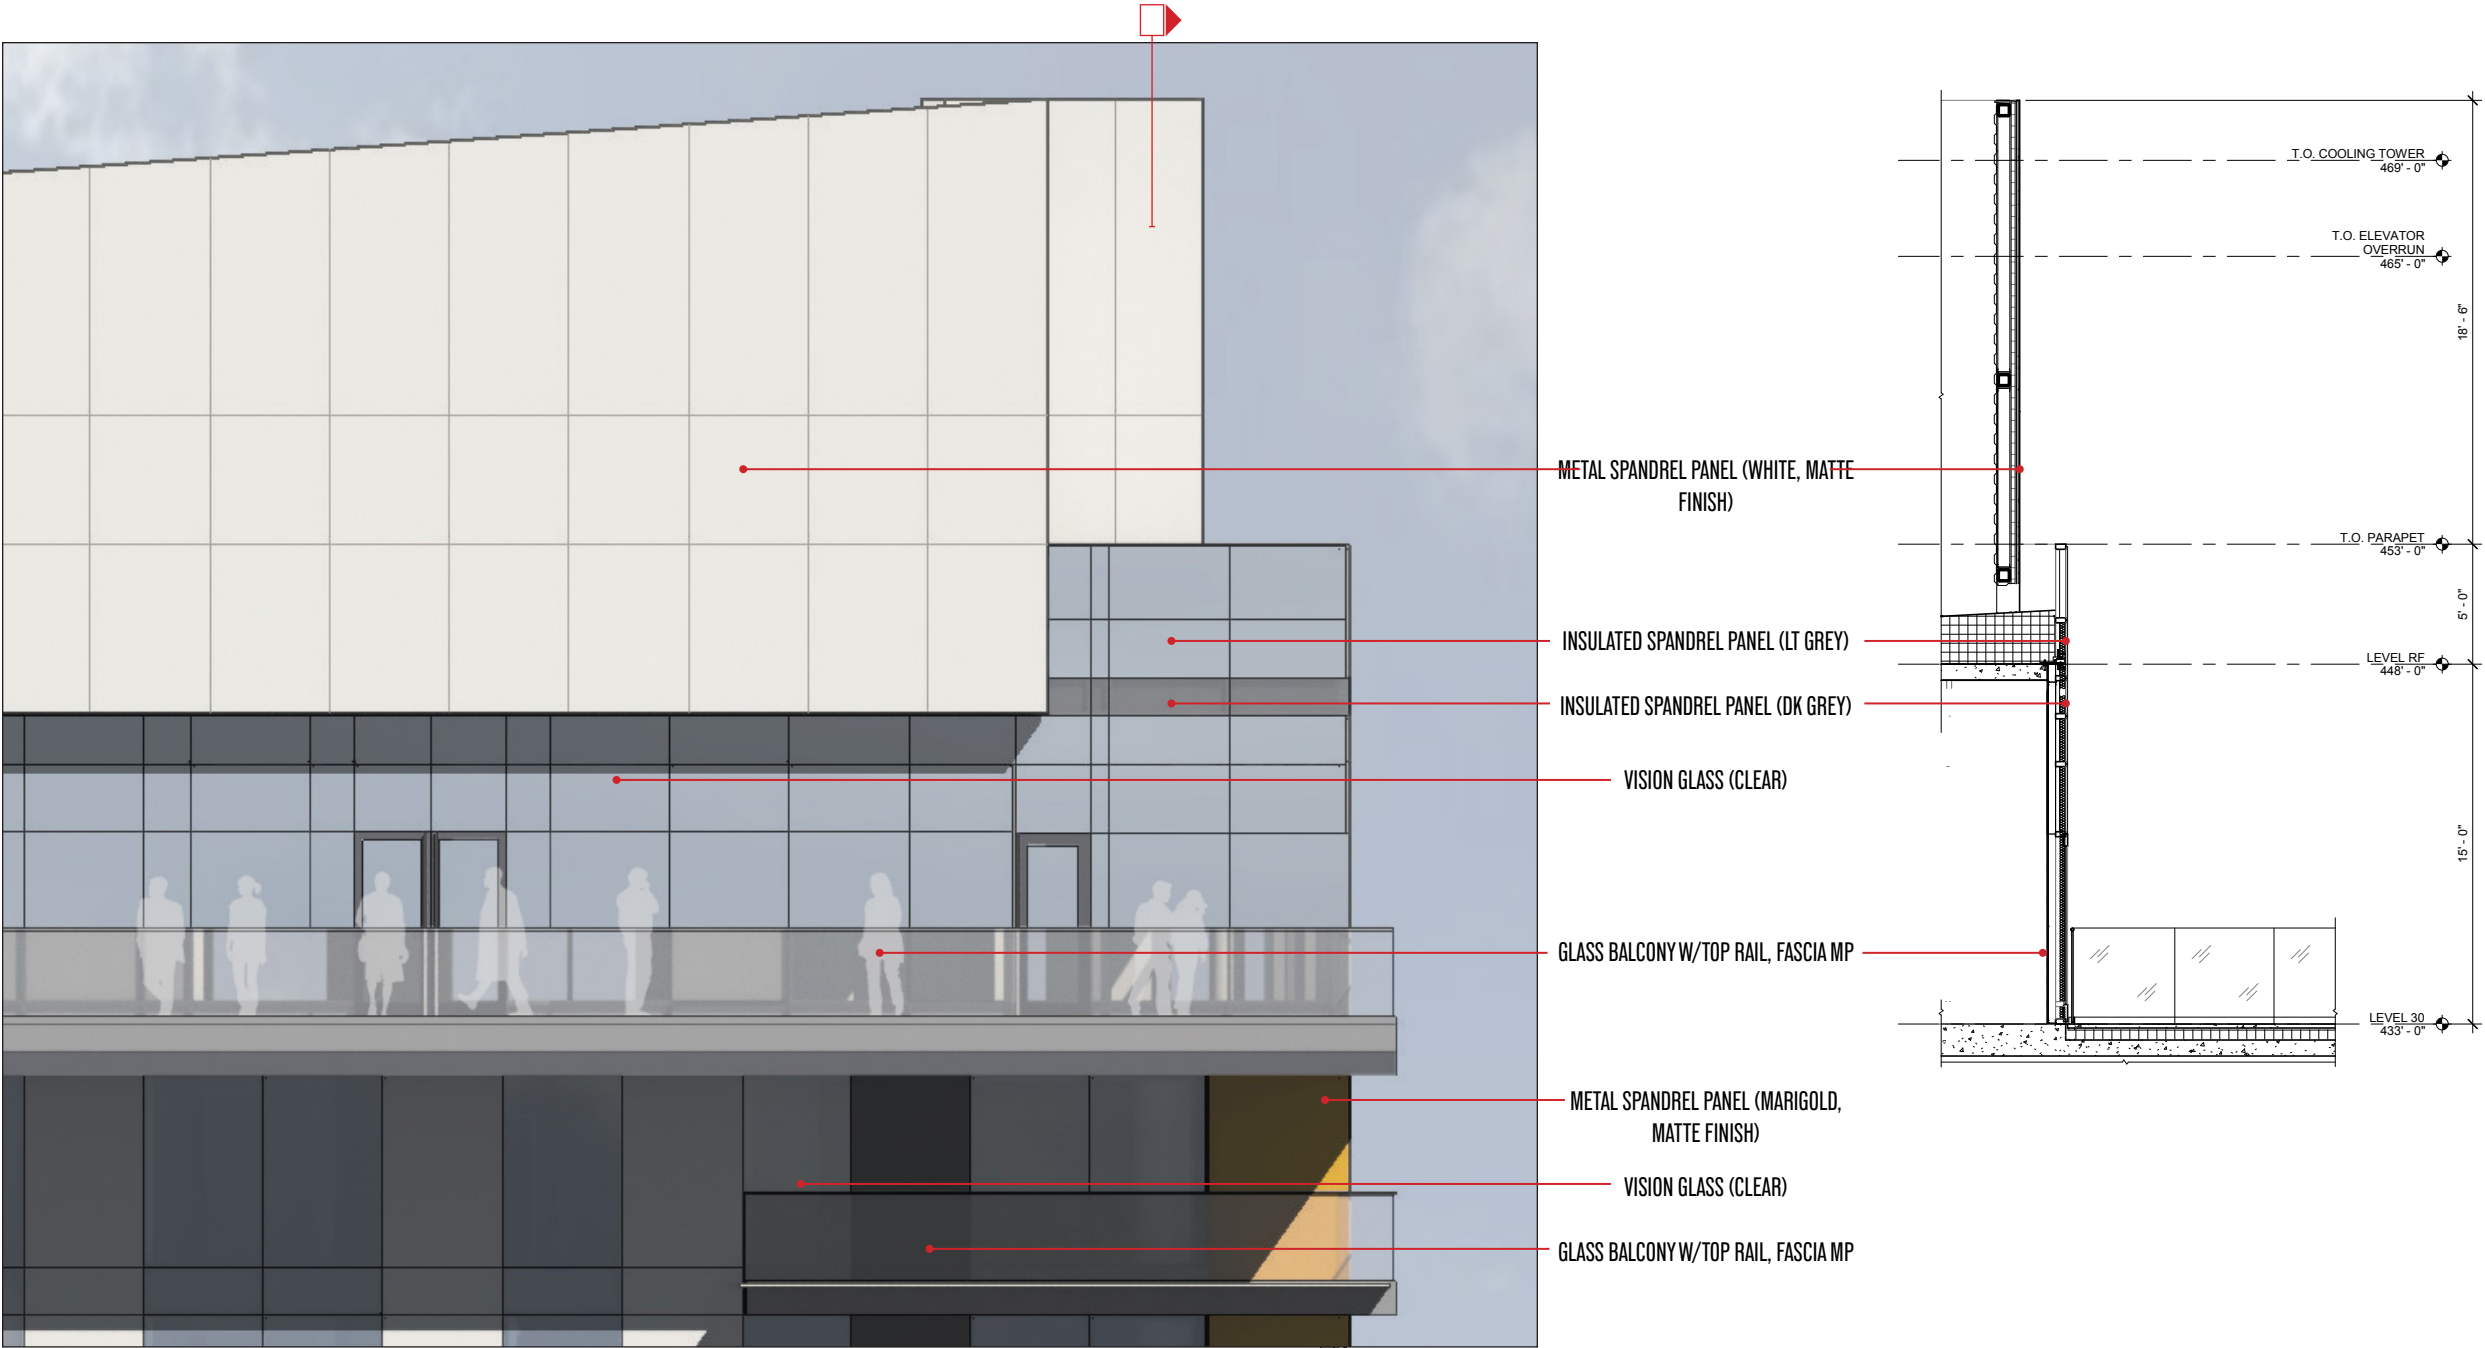 METAL SPANDREL PANEL (WHITE, MATTE
FINISH)
INSULATED SPANDREL PANEL (LT GREY)
INSULATED SPANDREL PANEL (DK GREY)
VISION GLASS (CLEAR)
GLASS BALCONY W/TOP RAIL, FASCIA MP
METAL SPANDREL PANEL (MARIGOLD,
MATTE FINISH)
VISION GLASS (CLEAR)
GLASS BALCONY W/TOP RAIL, FASCIA MP
T.O. COOLING TOWER
469' - 0"
T.O. ELEVATOR
OVERRUN
465' - 0"
18' - 6"
T.O. PARAPET
453' - 0"
5' - 0"
LEVEL RF
448' - 0"
15' - 0"
LEVEL 30
433' - 0"